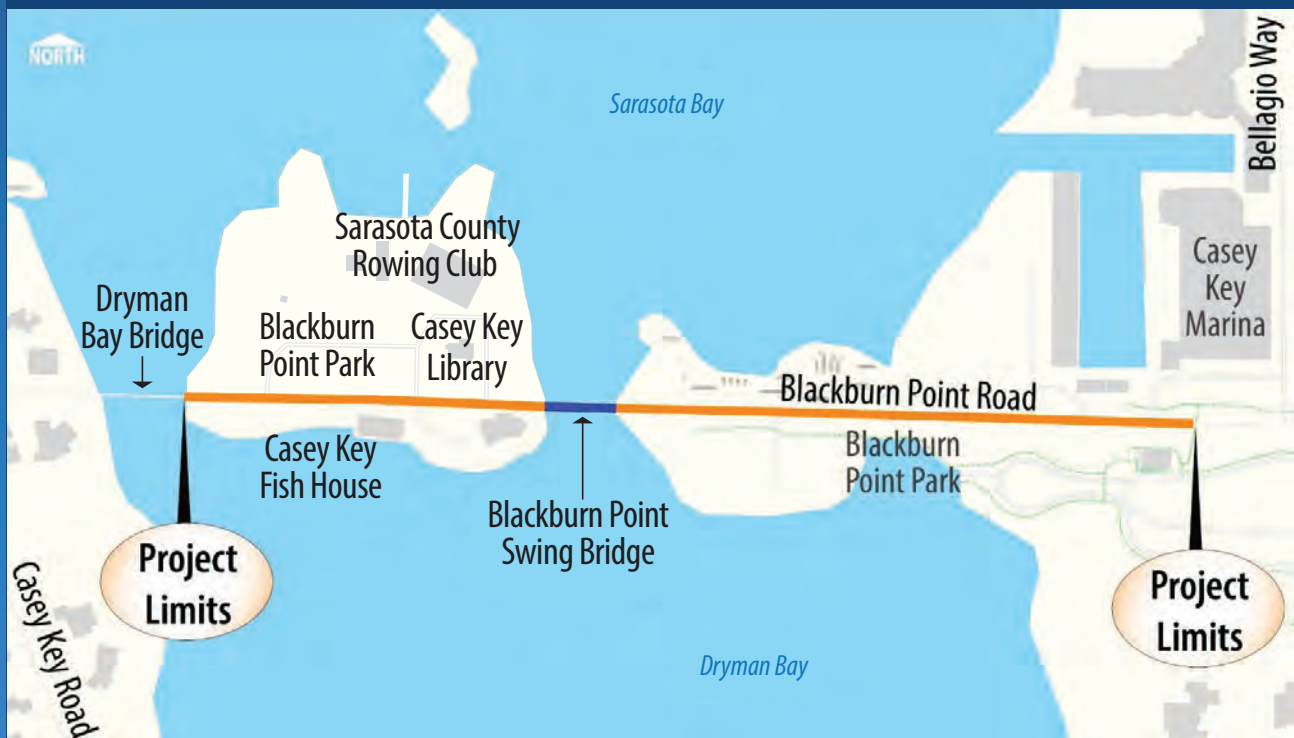 NORTH
Sarasota Bay
Bellagio Way
Sarasota County
Rowing Club
Casey
Key
Marina
Dryman
Bay Bridge
Blackburn
Point Park
Casey Key
Library
Blackburn Point Road
Casey Key
Fish House
Blackburn
Point Park
Blackburn Point
Swing Bridge
Project
Limits
Project
Limits
Casey Key Road
Dryman Bay